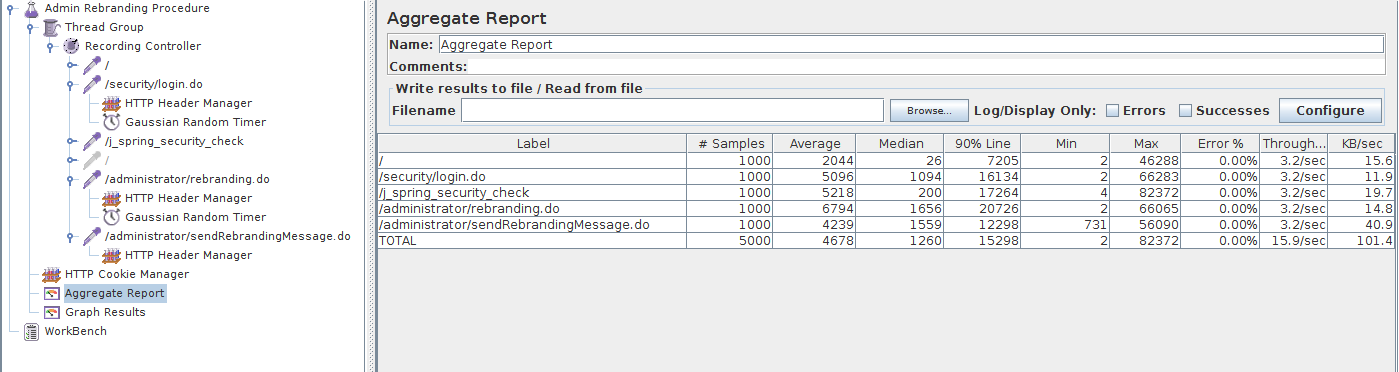 Admin Rebranding Procedure
Thread Group
Recording Controller
/
/security/login.do
HTTP Header Manager
Gaussian Random Timer
/j_spring_security_check
/
/administrator/rebranding.do
HTTP Header Manager
Gaussian Random Timer
/administrator/sendRebrandingMessage.do
HTTP Header Manager
HTTP Cookie Manager
Aggregate Report
Graph Results
WorkBench
Aggregate Report
Name: Aggregate Report
Comments:
Write results to file / Read from file
Filename Browse... Log/Display Only: Errors Successes Configure
Label # Samples Average Median 90% Line Min Max Error % Through... KB/sec
/ 1000 2044 26 7205 2 46288 0.00% 3.2/sec 15.6
/security/login.do 1000 5096 1094 16134 2 66283 0.00% 3.2/sec 11.9
/j_spring_security_check 1000 5218 200 17264 4 82372 0.00% 3.2/sec 19.7
/administrator/rebranding.do 1000 6794 1656 20726 2 66065 0.00% 3.2/sec 14.8
/administrator/sendRebrandingMessage.do 1000 4239 1559 12298 731 56090 0.00% 3.2/sec 40.9
TOTAL 5000 4678 1260 15298 2 82372 0.00% 15.9/sec 101.4